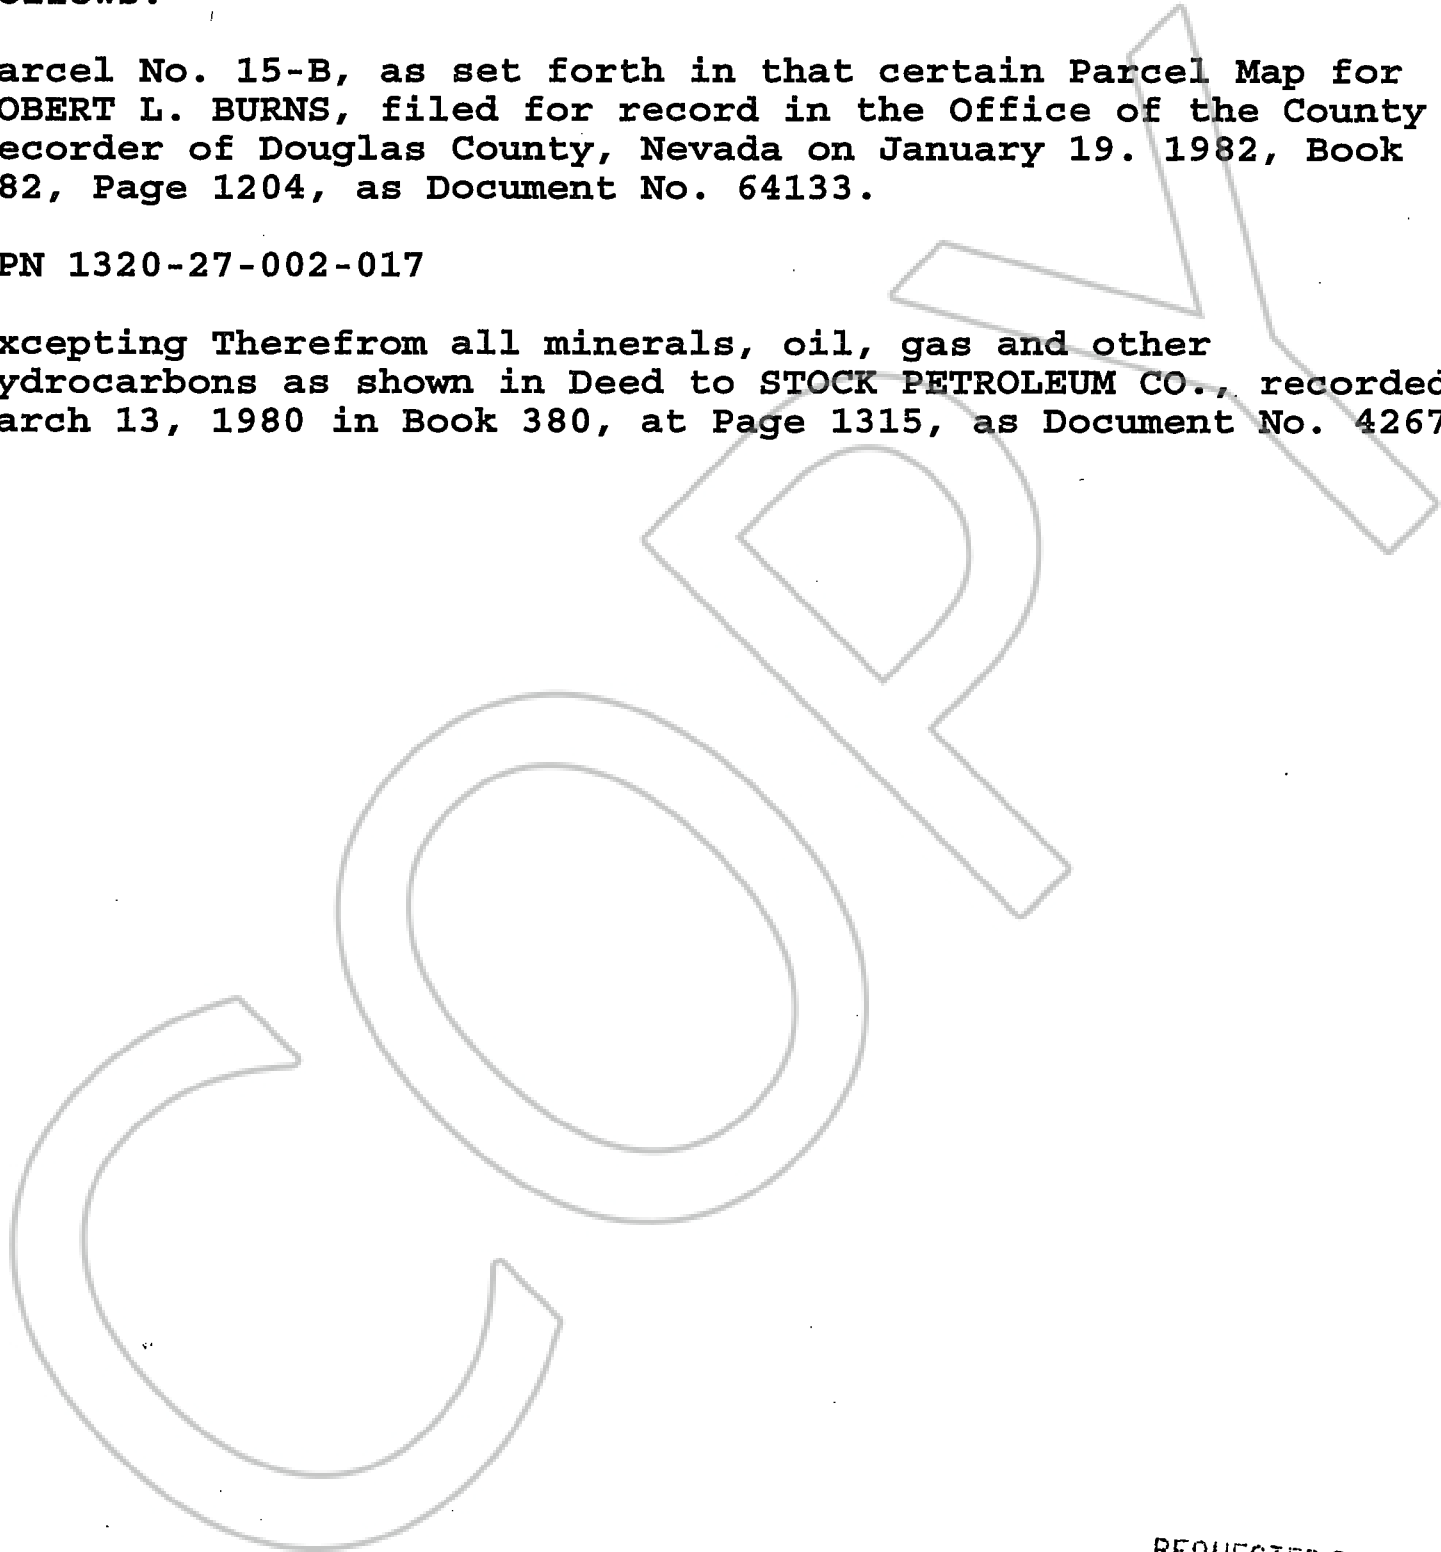 ollows:
arcel No. 15-B, as set forth in that certain Parcel Map for
OBERT L. BURNS, filed for record in the Office of the County
ecorder of Douglas County, Nevada on January 19. 1982, Book
82, Page 1204, as Document No. 64133.
PN 1320-27-002-017
xcepting Therefrom all minerals, oil, gas and other
ydrocarbons as shown in Deed to STOCK PETROLEUM CO., recorded
arch 13, 1980 in Book 380, at Page 1315, as Document No. 4267
COPY
REQUESTED